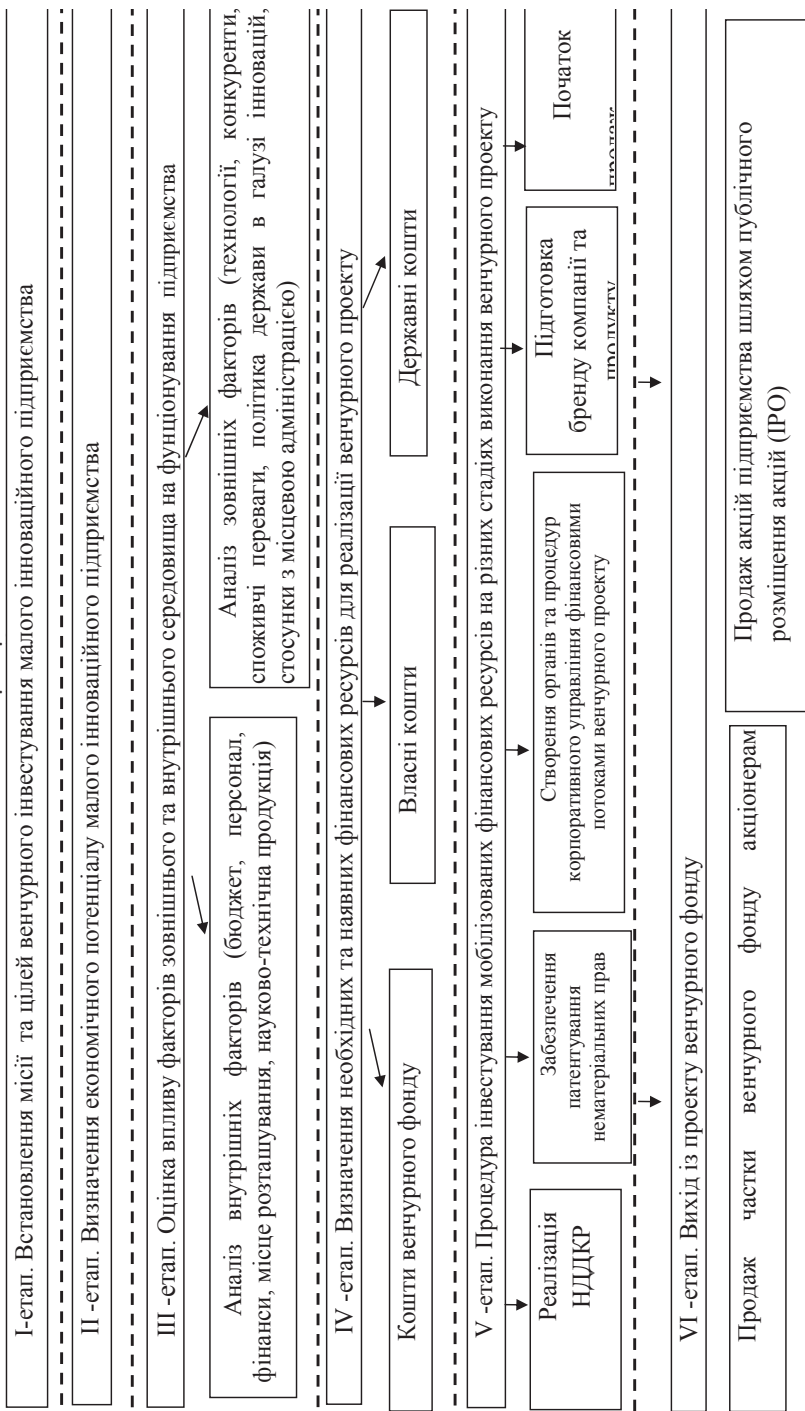 І-етап. Встановлення місії та цілей венчурного інвестування малого інноваційного підприємства
ІІ -етап. Визначення економічного потенціалу малого інноваційного підприємства
ІІІ -етап. Оцінка впливу факторів зовнішнього та внутрішнього середовища на фунціонування підприємства
Аналіз внутрішніх факторів (бюджет, персонал,
фінанси, місце розташування, науково-технічна продукція)
Аналіз зовнішніх факторів (технології, конкуренти,
споживчі переваги, політика держави в галузі інновацій,
стосунки з місцевою адміністрацією)
IV -етап. Визначення необхідних та наявних фінансових ресурсів для реалізації венчурного проекту
Кошти венчурного фонду
Власні кошти
Державні кошти
V -етап. Процедура інвестування мобілізованих фінансових ресурсів на різних стадіях виконання венчурного проекту
Реалізація
НДДКР
Забезпечення
патентування
нематеріальних прав
Створення органів та процедур
корпоративного управління фінансовими
потоками венчурного проекту
Підготовка
бренду компанії та
продукту
Початок
продаж
VI -етап. Вихід із проекту венчурного фонду
Продаж частки венчурного фонду акціонерам
Продаж акцій підприємства шляхом публічного
розміщення акцій (IPO)